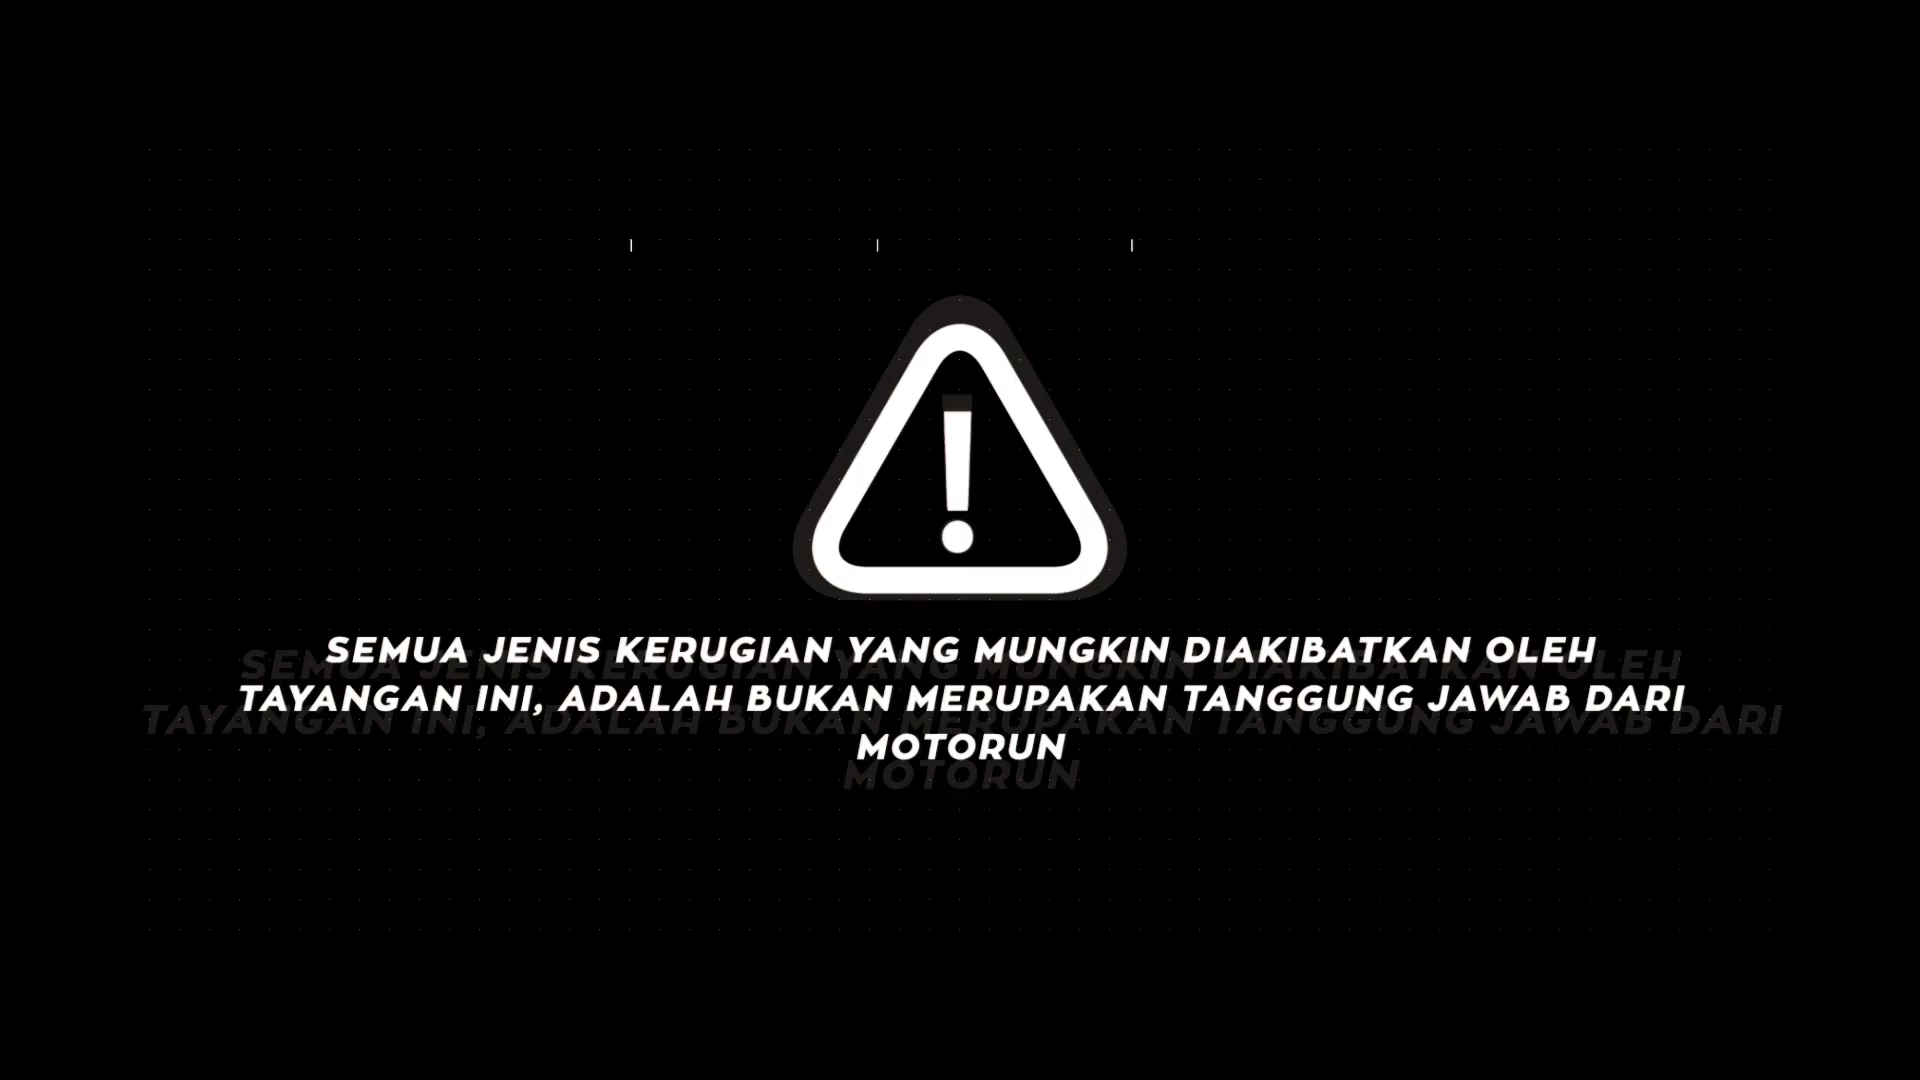 SEMUA JENIS KERUGIAN YANG MUNGKIN DIAKIBATKAN OLEH
TAYANGAN INI, ADALAH BUKAN MERUPAKAN TANGGUNG JAWAB DARI
MOTORUN